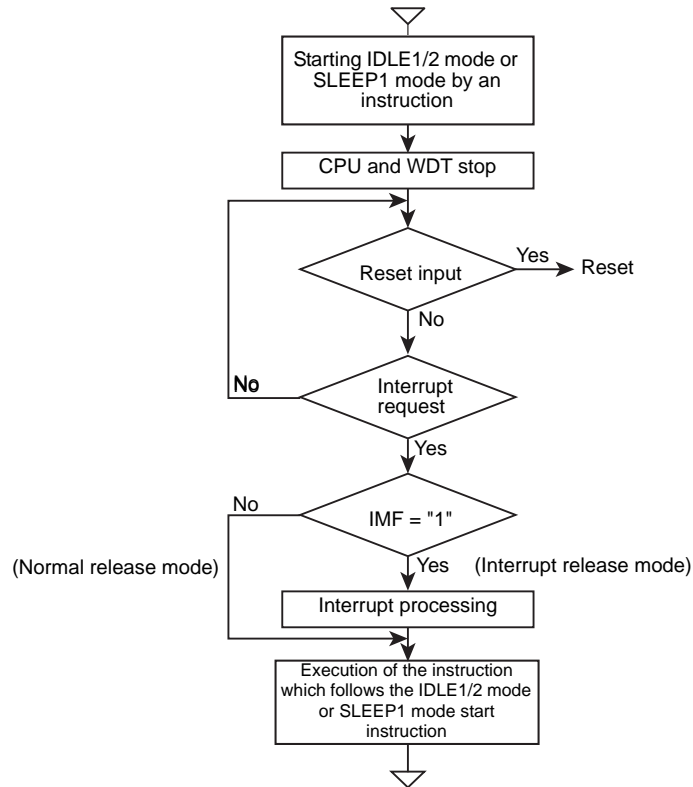 Starting IDLE1/2 mode or
SLEEP1 mode by an
instruction
CPU and WDT stop
Reset input
Yes
Reset
No
Interrupt
request
No
Yes
IMF = "1"
No
(Normal release mode)
Yes
(Interrupt release mode)
Interrupt processing
Execution of the instruction
which follows the IDLE1/2 mode
or SLEEP1 mode start
instruction